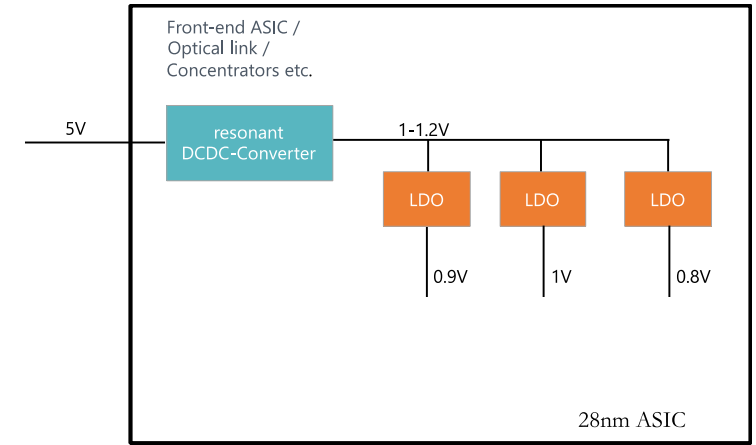 Front-end ASIC /
Optical link /
Concentrators etc.
5V
resonant
DCDC-Converter
1-1.2V
LDO
LDO
LDO
0.9V
1V
0.8V
28nm ASIC